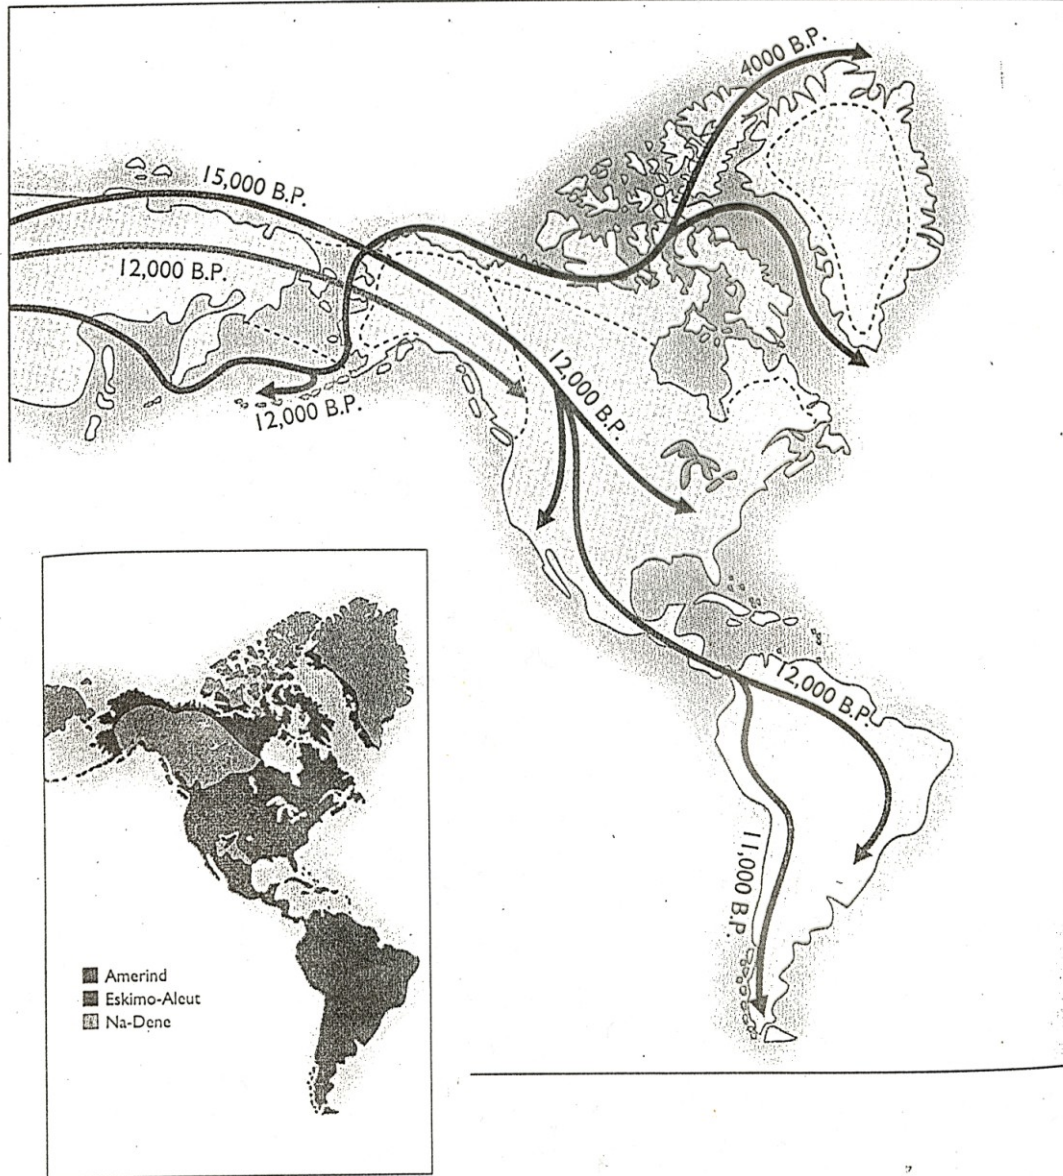 4000 B.P.
15,000 B.P.
12,000 B.P.
12,000 B.P.
12,000 B.P.
12,000 B.P.
11,000 B.P.
Amerind
Eskimo-Aleut
Na-Dene